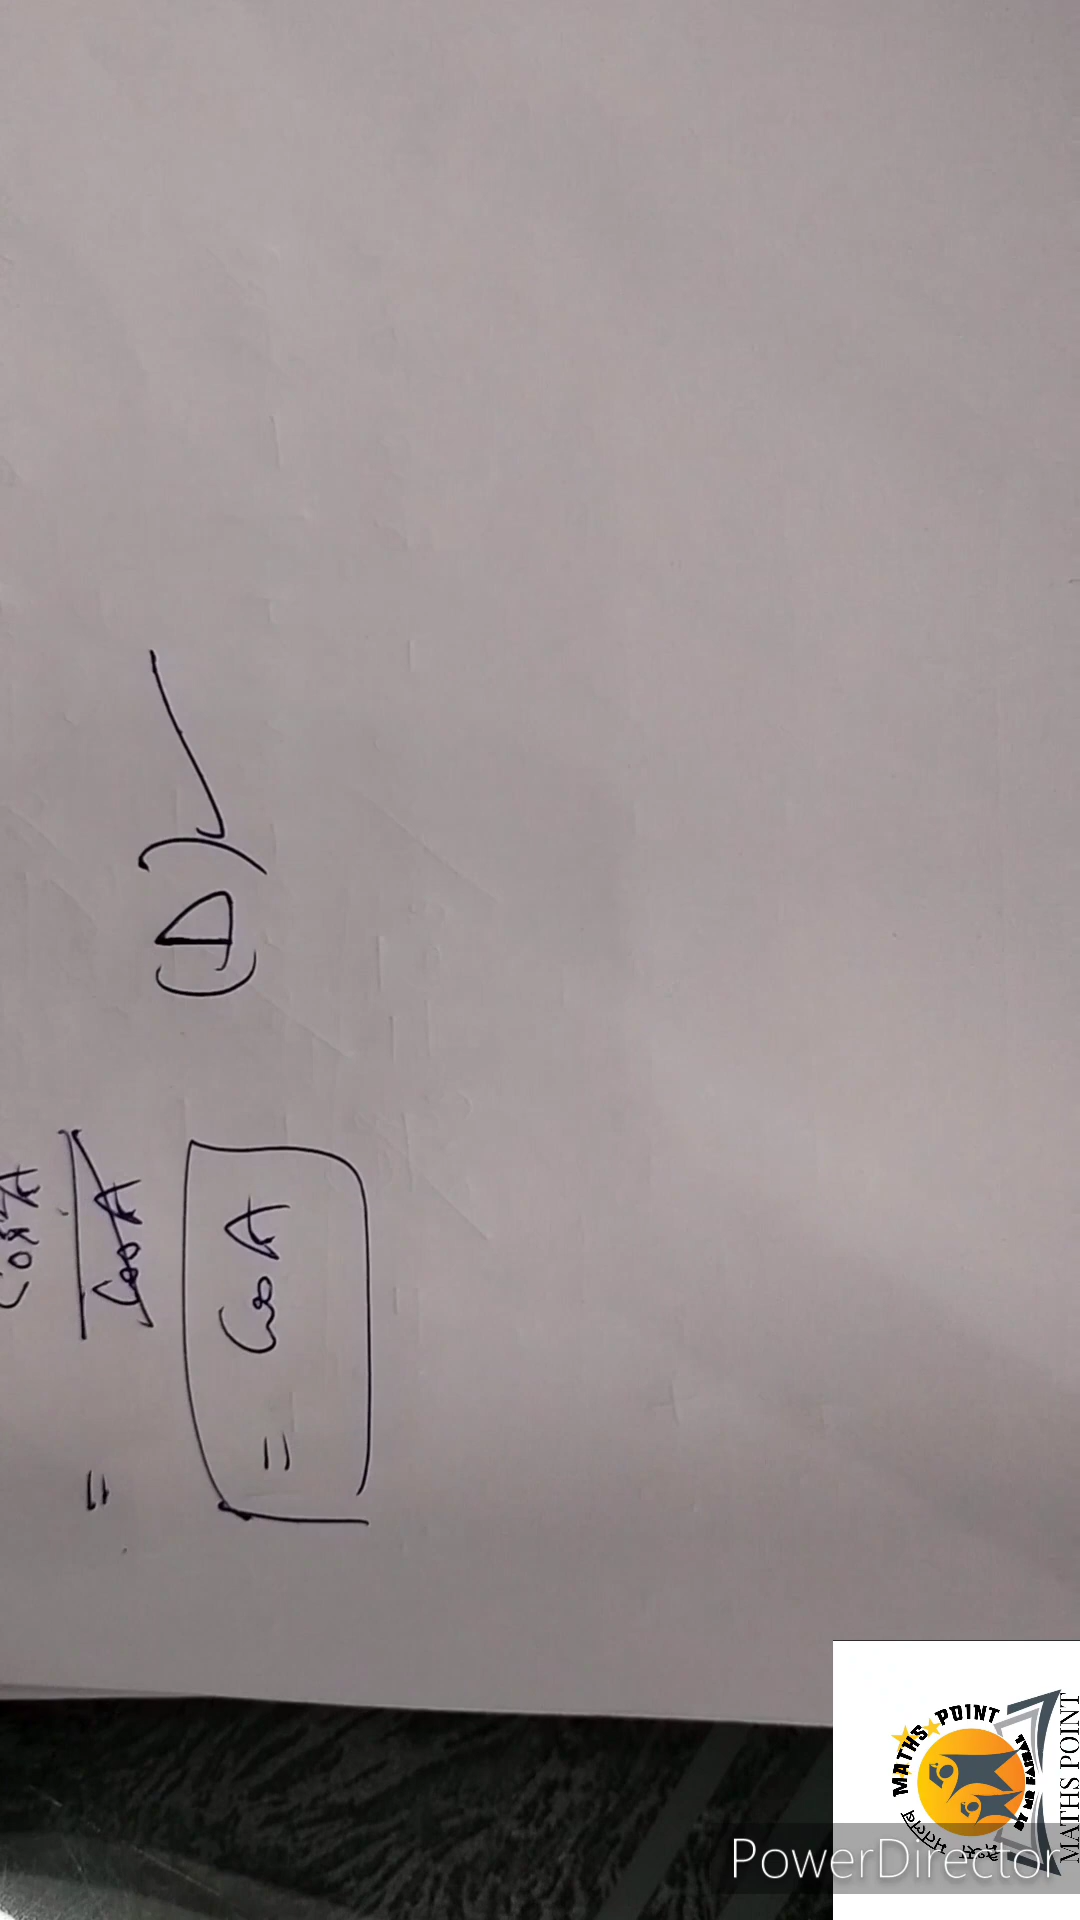 Cos²A
= CosA
= CosA (D)
MATHS POINT
MATHS POINT
PowerDirector